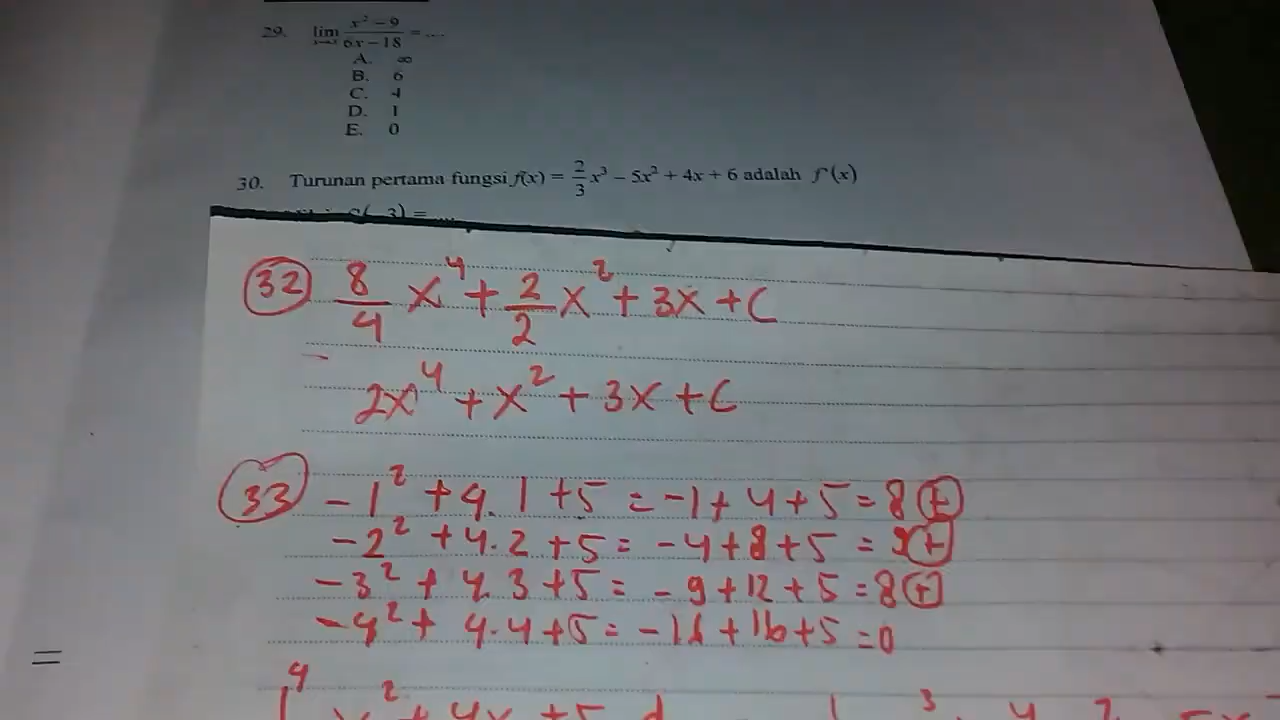 29. lim x→3 x² − 9 / 6x − 18 = ....
A. ∞
B. 6
C. 4
D. 1
E. 0
30. Turunan pertama fungsi f(x) = 2/3 x³ − 5x² + 4x + 6 adalah f'(x)
32 8/4 x⁴ + 2/2 x² + 3x + C
2x⁴ + x² + 3x + C
33 −1² + 4.1 + 5 = −1 + 4 + 5 = 8 (+)
−2² + 4.2 + 5 = −4 + 8 + 5 = 9 (+)
−3² + 4.3 + 5 = −9 + 12 + 5 = 8 (+)
−4² + 4.4 + 5 = −16 + 16 + 5 = 0